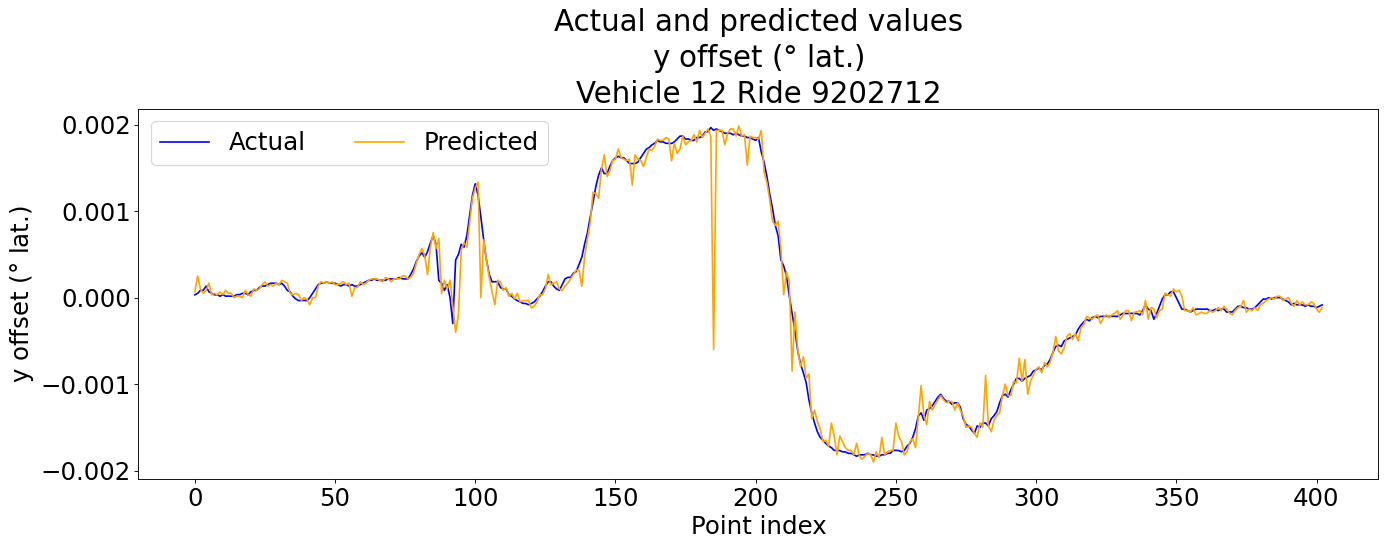 Actual and predicted values
y offset (° lat.)
Vehicle 12 Ride 9202712
Actual
Predicted
y offset (° lat.)
0.002
0.001
0.000
−0.001
−0.002
0
50
100
150
200
250
300
350
400
Point index